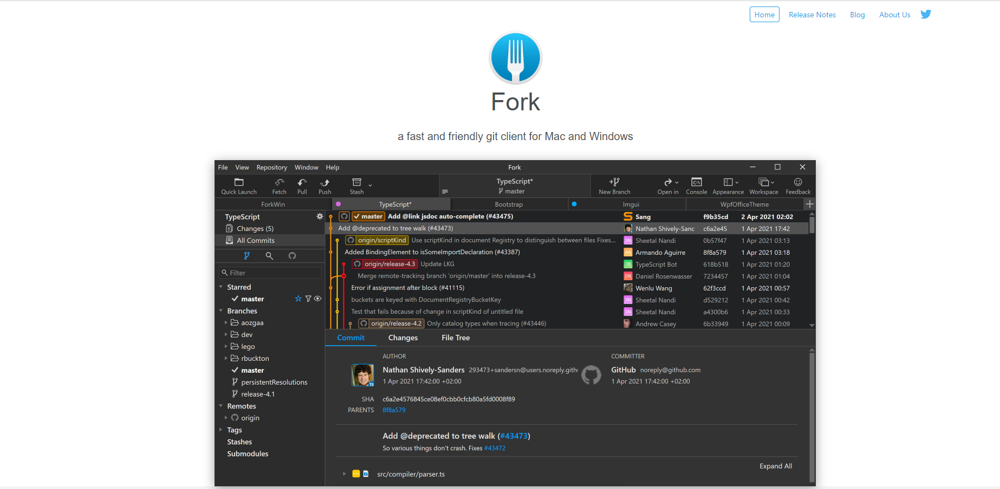 Home Release Notes Blog About Us
Fork
a fast and friendly git client for Mac and Windows
File View Repository Window Help Fork
TypeScript*
master
Quick Launch Fetch Pull Push Stash New Branch Open in Console Appearance Workspace Feedback
ForkWin TypeScript* Bootstrap Imgui WpfOfficeTheme
TypeScript
Changes (5)
All Commits
Filter
Starred
master
Branches
aozgaa
dev
lego
rbuckton
master
persistentResolutions
release-4.1
Remotes
origin
Tags
Stashes
Submodules
master Add @link jsdoc auto-complete (#43475) Sang f9b35cd 2 Apr 2021 02:02
Add @deprecated to tree walk (#43473) Nathan Shively-Sanc c6a2e45 1 Apr 2021 17:42
origin/scriptKind Use scriptKind in document Registry to distinguish between files Fixes... SN Sheetal Nandi 0b57f47 1 Apr 2021 03:13
Added BindingElement to isSomeImportDeclaration (#43387) AA Armando Aguirre 8f8a579 1 Apr 2021 03:18
origin/release-4.3 Update LKG TB TypeScript Bot 618b518 1 Apr 2021 01:20
Merge remote-tracking branch 'origin/master' into release-4.3 DR Daniel Rosenwasser 7234457 1 Apr 2021 01:04
Error if assignment after block (#41115) Wenlu Wang 62f3ccd 1 Apr 2021 00:57
buckets are keyed with DocumentRegistryBucketKey SN Sheetal Nandi d529212 1 Apr 2021 00:42
Test that fails because of change in scriptKind of untitled file SN Sheetal Nandi a4300b6 1 Apr 2021 00:33
origin/release-4.2 Only catalog types when tracing (#43446) Andrew Casey 6b33949 1 Apr 2021 00:09
Commit Changes File Tree
AUTHOR COMMITTER
Nathan Shively-Sanders 293473+sandersn@users.noreply.gith GitHub noreply@github.com
1 Apr 2021 17:42:00 +02:00 1 Apr 2021 17:42:00 +02:00
TS
SHA c6a2e4576845ce08ef0cbb0cfcb80a5fd0008f89
PARENTS 8f8a579
Add @deprecated to tree walk (#43473)
So various things don't crash. Fixes #43472
Expand All
src/compiler/parser.ts